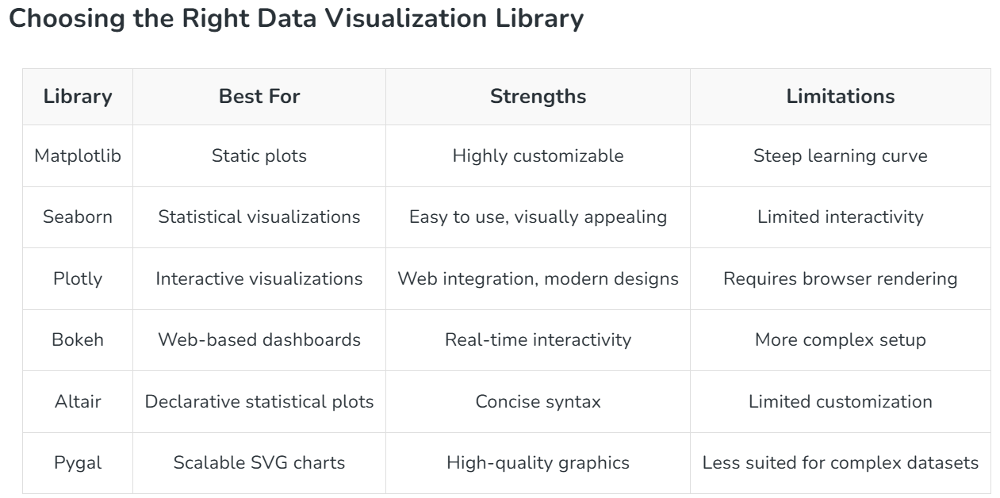 Choosing the Right Data Visualization Library
Library Best For Strengths Limitations
Matplotlib Static plots Highly customizable Steep learning curve
Seaborn Statistical visualizations Easy to use, visually appealing Limited interactivity
Plotly Interactive visualizations Web integration, modern designs Requires browser rendering
Bokeh Web-based dashboards Real-time interactivity More complex setup
Altair Declarative statistical plots Concise syntax Limited customization
Pygal Scalable SVG charts High-quality graphics Less suited for complex datasets